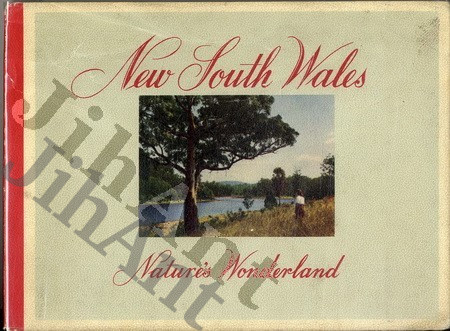 New South Wales
JihAnt
JihAnt
Nature's Wonderland